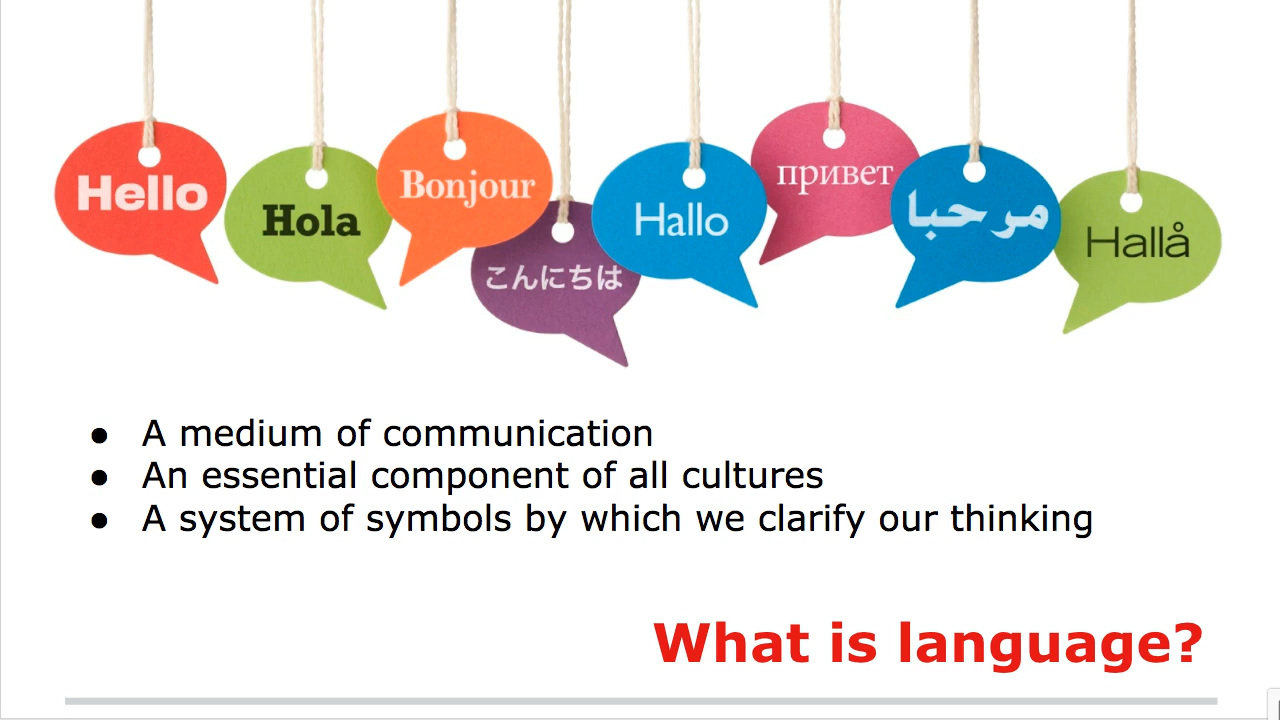 Hello
Hola
Bonjour
こんにちは
Hallo
привет
مرحبا
Hallå
● A medium of communication
● An essential component of all cultures
● A system of symbols by which we clarify our thinking
What is language?